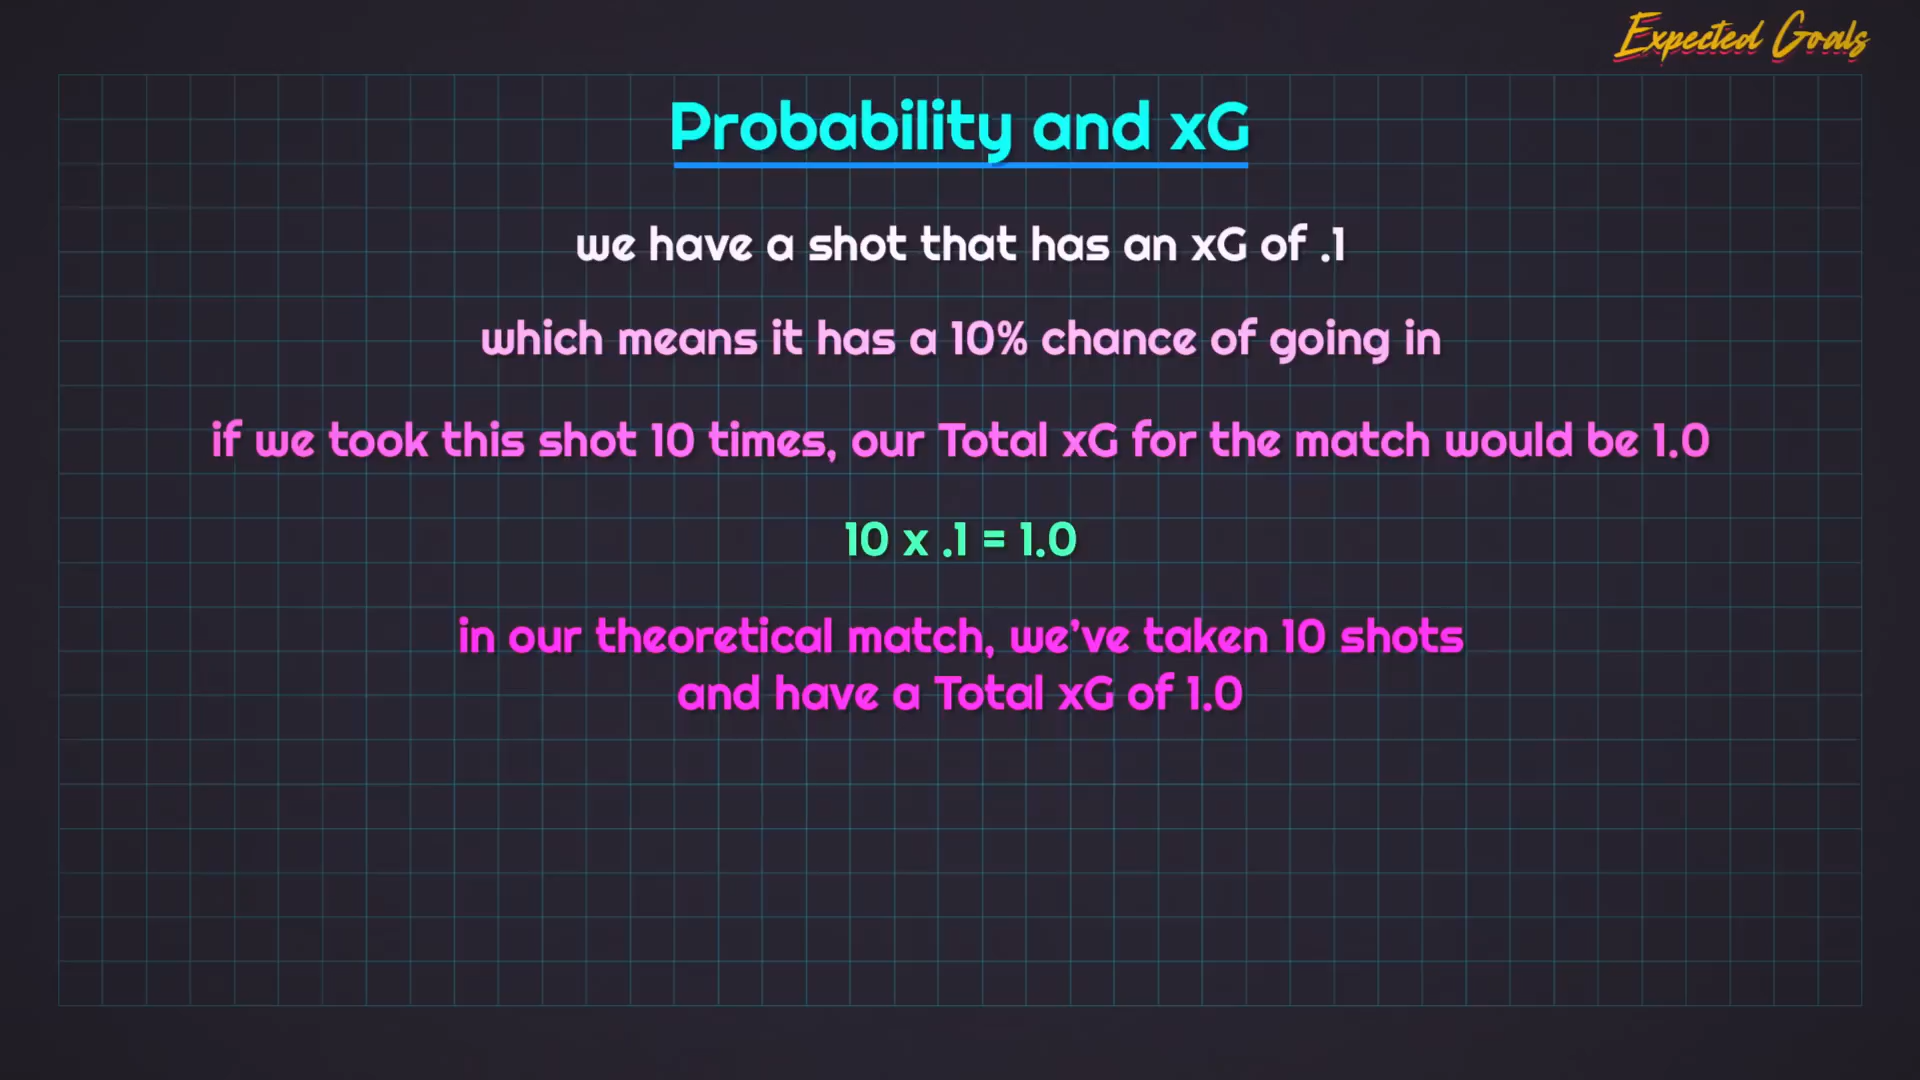 Expected Goals
Probability and xG
we have a shot that has an xG of .1
which means it has a 10% chance of going in
if we took this shot 10 times, our Total xG for the match would be 1.0
10 x .1 = 1.0
in our theoretical match, we've taken 10 shots
and have a Total xG of 1.0